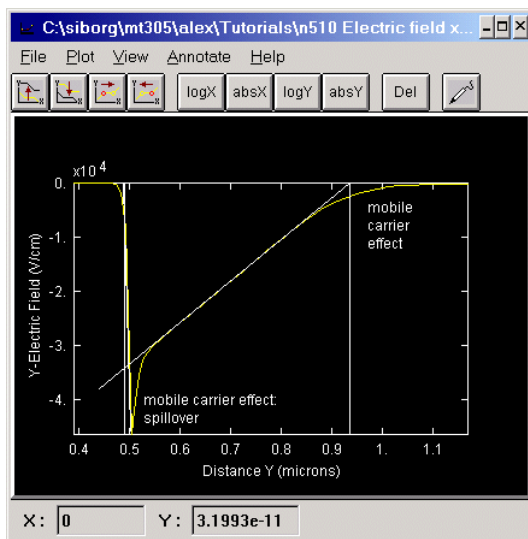 C:\siborg\mt305\alex\Tutorials\n510 Electric field x...
File Plot View Annotate Help
logX absX logY absY Del
x10 4
0.
-1.
-2.
-3.
-4.
Y-Electric Field (V/cm)
mobile
carrier
effect
mobile carrier effect:
spillover
0.4 0.5 0.6 0.7 0.8 0.9 1. 1.1
Distance Y (microns)
X: 0 Y: 3.1993e-11